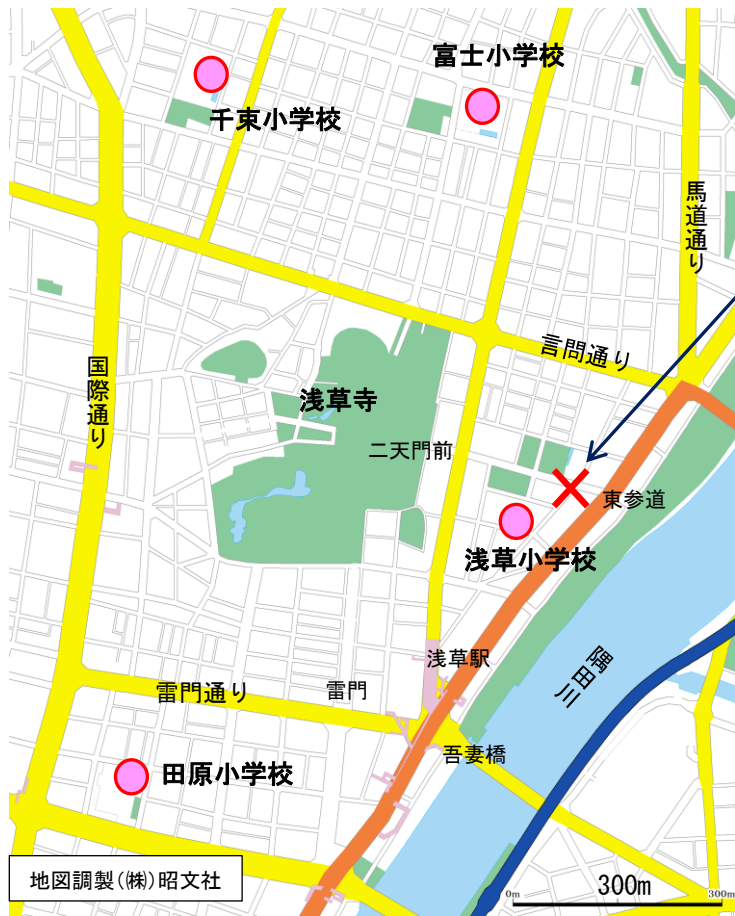 富士小学校
千束小学校
馬道通り
言問通り
国際通り
浅草寺
二天門前
東参道
浅草小学校
浅草駅
隅田川
雷門
雷門通り
吾妻橋
田原小学校
地図調製(株)昭文社
300m
0m
300m